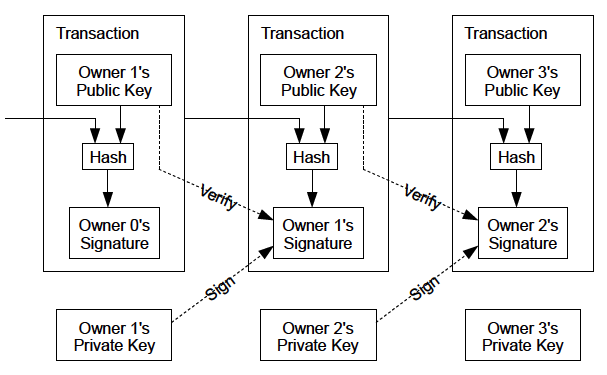 Transaction
Owner 1's
Public Key
Hash
Owner 0's
Signature
Transaction
Owner 2's
Public Key
Hash
Verify
Owner 1's
Signature
Transaction
Owner 3's
Public Key
Hash
Verify
Owner 2's
Signature
Owner 1's
Private Key
Sign
Owner 2's
Private Key
Sign
Owner 3's
Private Key